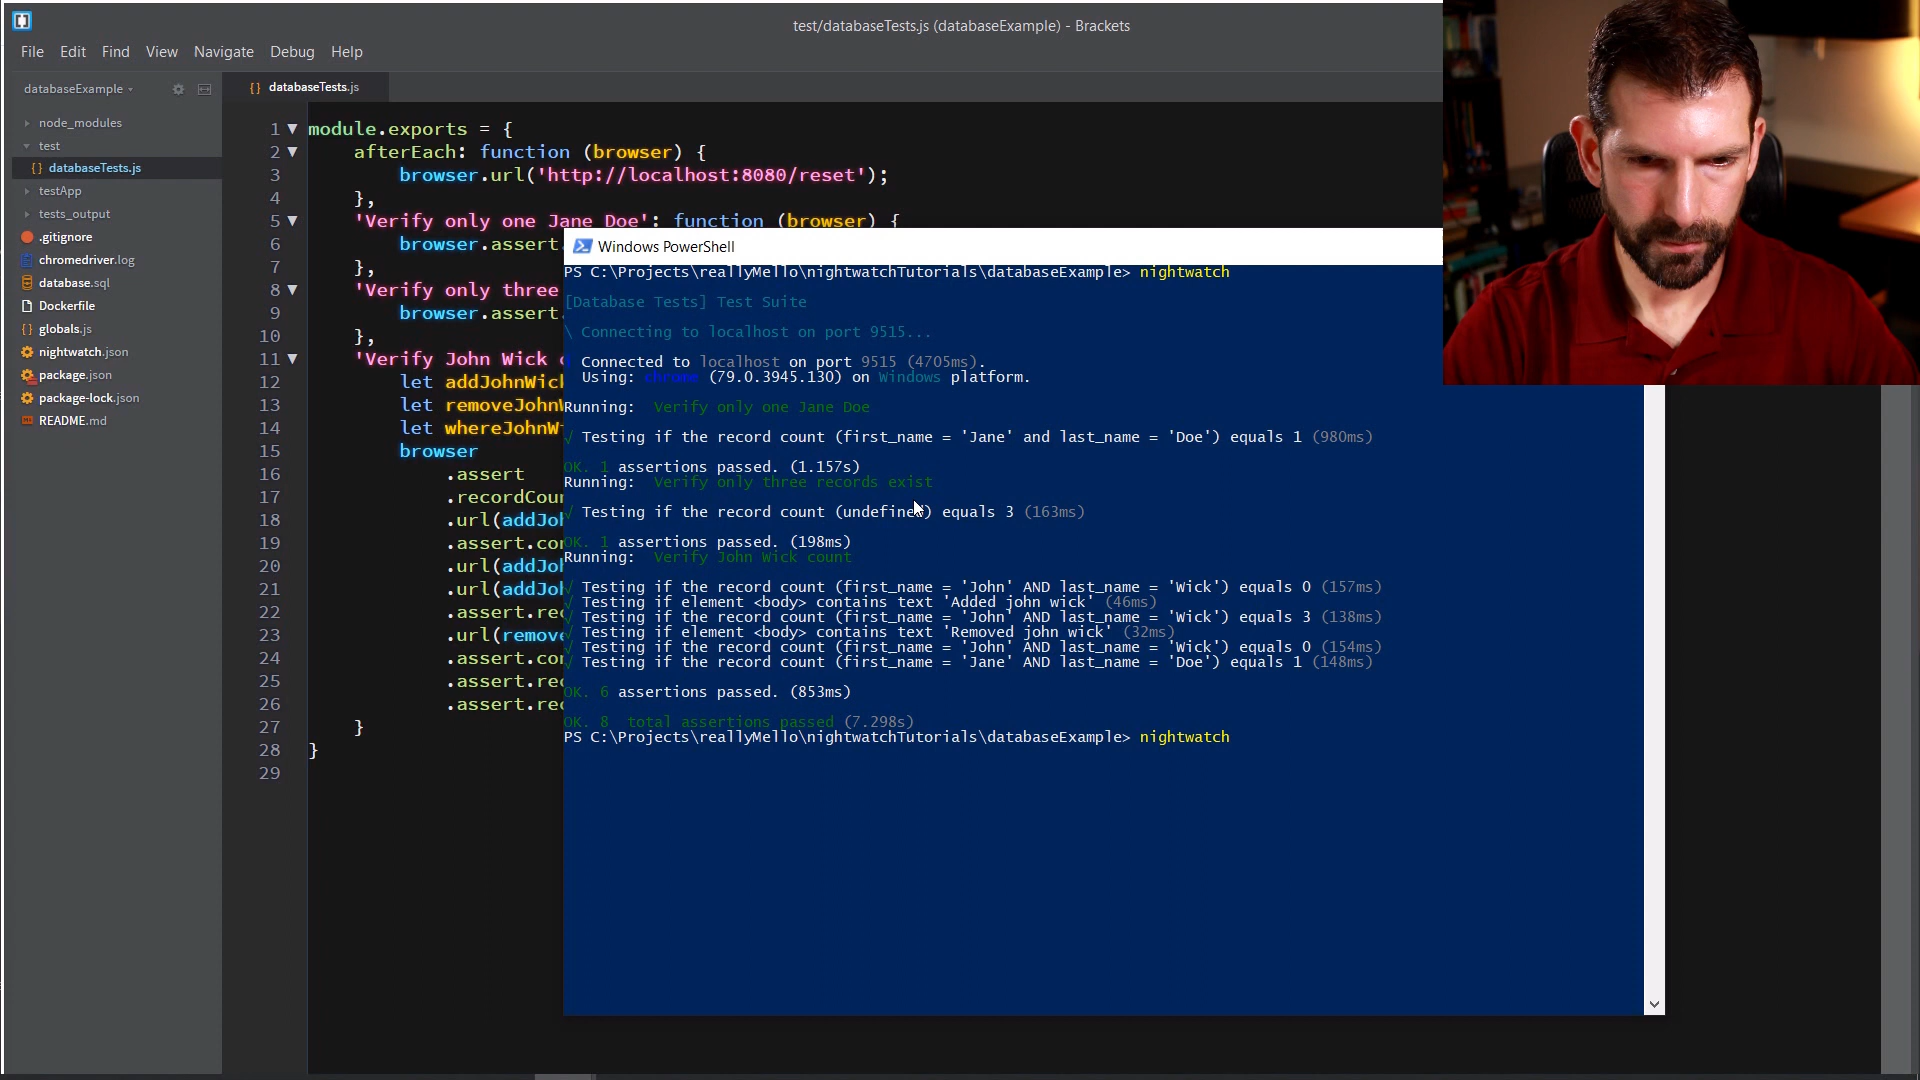 test/databaseTests.js (databaseExample) - Brackets
File Edit Find View Navigate Debug Help
databaseExample
node_modules
test
databaseTests.js
testApp
tests_output
.gitignore
chromedriver.log
database.sql
Dockerfile
globals.js
nightwatch.json
package.json
package-lock.json
README.md
databaseTests.js
1 module.exports = {
2 afterEach: function (browser) {
3 browser.url('http://localhost:8080/reset');
4 },
5 'Verify only one Jane Doe': function (browser) {
6 browser.assert.
7 },
8 'Verify only three
9 browser.assert.
10 },
11 'Verify John Wick
12 let addJohnWick
13 let removeJohnW
14 let whereJohnW
15 browser
16 .assert
17 .recordCou
18 .url(addJoh
19 .assert.co
20 .url(addJoh
21 .url(addJoh
22 .assert.rec
23 .url(remove
24 .assert.co
25 .assert.rec
26 .assert.rec
27 }
28 }
29
Windows PowerShell
PS C:\Projects\reallyMello\nightwatchTutorials\databaseExample> nightwatch
[Database Tests] Test Suite
\ Connecting to localhost on port 9515...
Connected to localhost on port 9515 (4705ms).
Using: chrome (79.0.3945.130) on Windows platform.
Running: Verify only one Jane Doe
√ Testing if the record count (first_name = 'Jane' and last_name = 'Doe') equals 1 (980ms)
OK. 1 assertions passed. (1.157s)
Running: Verify only three records exist
√ Testing if the record count (undefined) equals 3 (163ms)
OK. 1 assertions passed. (198ms)
Running: Verify John Wick count
√ Testing if the record count (first_name = 'John' AND last_name = 'Wick') equals 0 (157ms)
√ Testing if element <body> contains text 'Added john wick' (46ms)
√ Testing if the record count (first_name = 'John' AND last_name = 'Wick') equals 3 (138ms)
√ Testing if element <body> contains text 'Removed john wick' (32ms)
√ Testing if the record count (first_name = 'John' AND last_name = 'Wick') equals 0 (154ms)
√ Testing if the record count (first_name = 'Jane' AND last_name = 'Doe') equals 1 (148ms)
OK. 6 assertions passed. (853ms)
OK. 8 total assertions passed (7.298s)
PS C:\Projects\reallyMello\nightwatchTutorials\databaseExample> nightwatch